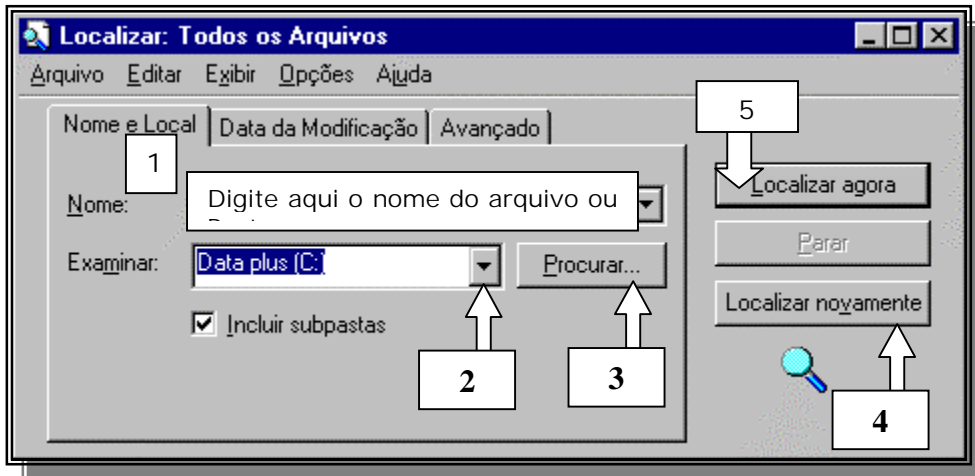 Localizar: Todos os Arquivos
Arquivo Editar Exibir Opções Ajuda
Nome e Local Data da Modificação Avançado
5
1
Localizar agora
Nome:
Digite aqui o nome do arquivo ou
Parar
Examinar:
Data plus (C:)
Procurar...
Localizar novamente
Incluir subpastas
2
3
4